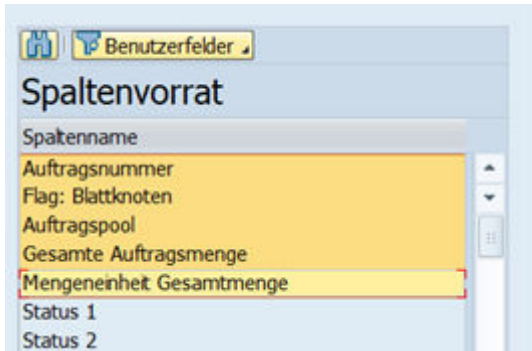 Benutzerfelder
Spaltenvorrat
Spaltenname
Auftragsnummer
Flag: Blattknoten
Auftragspool
Gesamte Auftragsmenge
Mengeneinheit Gesamtmenge
Status 1
Status 2